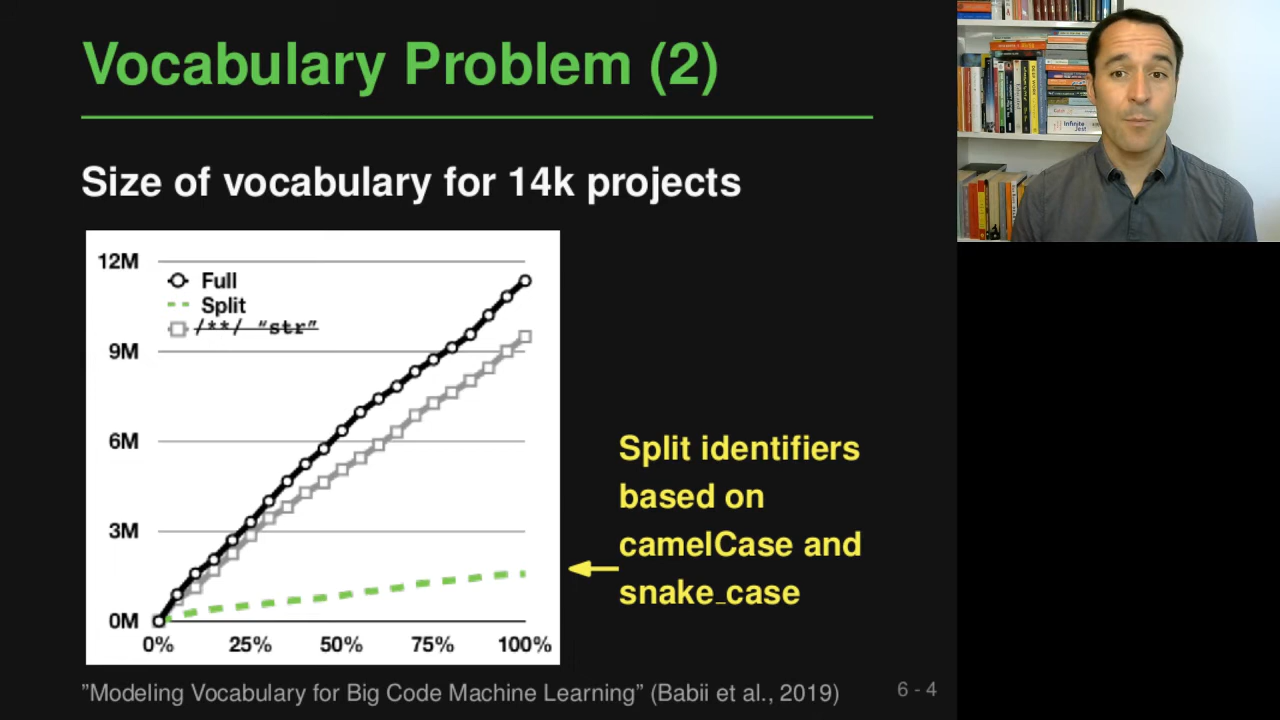 Vocabulary Problem (2)
Size of vocabulary for 14k projects
12M
9M
6M
3M
0M
Full
Split
/**/ “str”
0% 25% 50% 75% 100%
Split identifiers
based on
camelCase and
snake_case
”Modeling Vocabulary for Big Code Machine Learning” (Babii et al., 2019)
6 - 4
Infinite
Jest